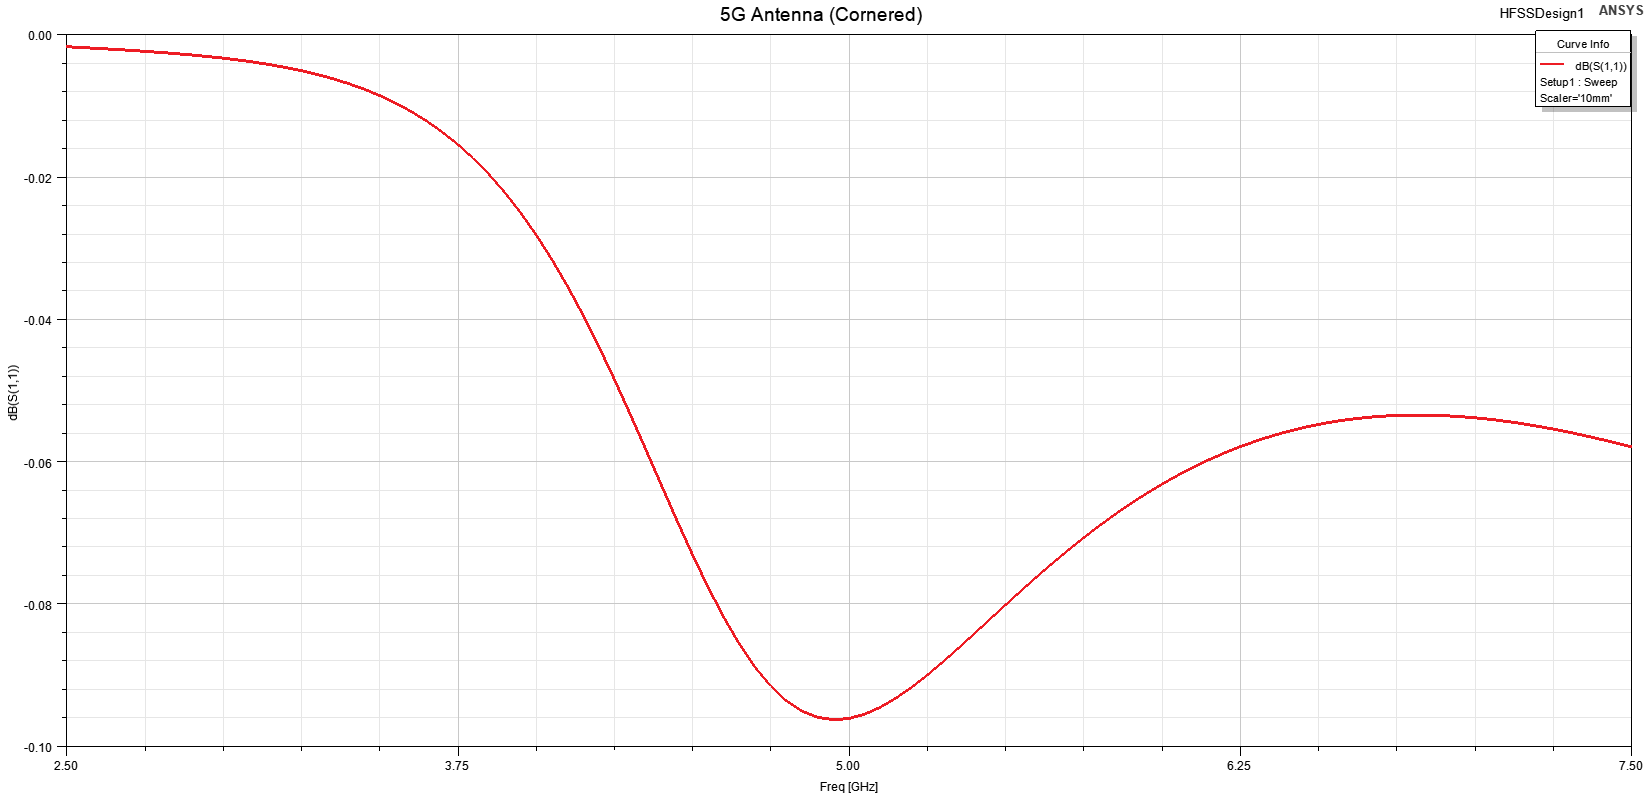 5G Antenna (Cornered)
HFSSDesign1
ANSYS
Curve Info
dB(S(1,1))
Setup1 : Sweep
Scaler='10mm'
0.00
-0.02
-0.04
-0.06
-0.08
-0.10
dB(S(1,1))
2.50
3.75
5.00
6.25
7.50
Freq [GHz]